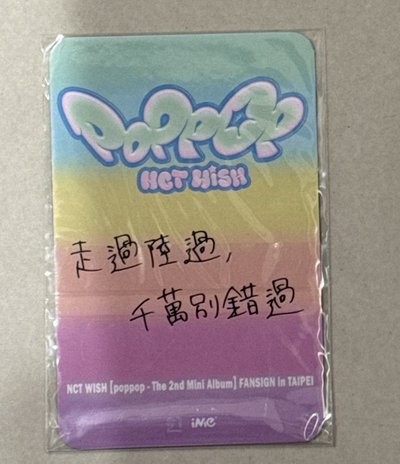 POPPOP
NCT WISH
走過陸過,
千萬別錯過
NCT WISH [poppop - The 2nd Mini Album] FANSIGN in TAIPEI
iMe